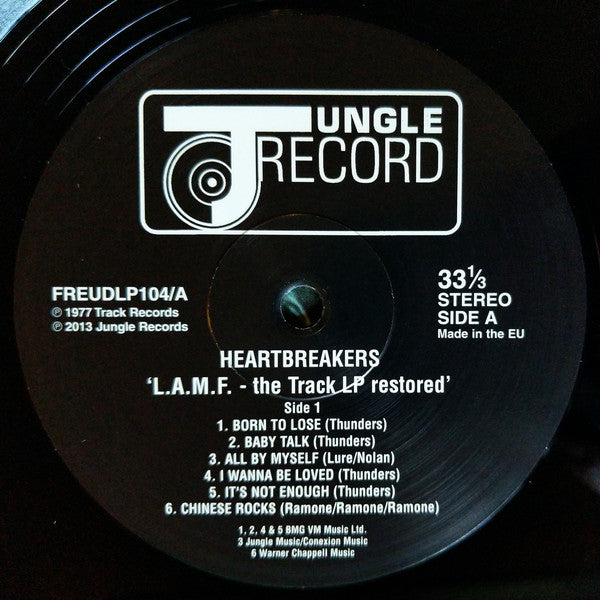 JUNGLE
RECORD
FREUDLP104/A
℗ 1977 Track Records
℗ 2013 Jungle Records
33⅓
STEREO
SIDE A
Made in the EU
HEARTBREAKERS
'L.A.M.F. - the Track LP restored'
Side 1
1. BORN TO LOSE (Thunders)
2. BABY TALK (Thunders)
3. ALL BY MYSELF (Lure/Nolan)
4. I WANNA BE LOVED (Thunders)
5. IT'S NOT ENOUGH (Thunders)
6. CHINESE ROCKS (Ramone/Ramone/Ramone)
1, 2, 4 & 5 BMG VM Music Ltd.
3 Jungle Music/Conexion Music
6 Warner Chappell Music